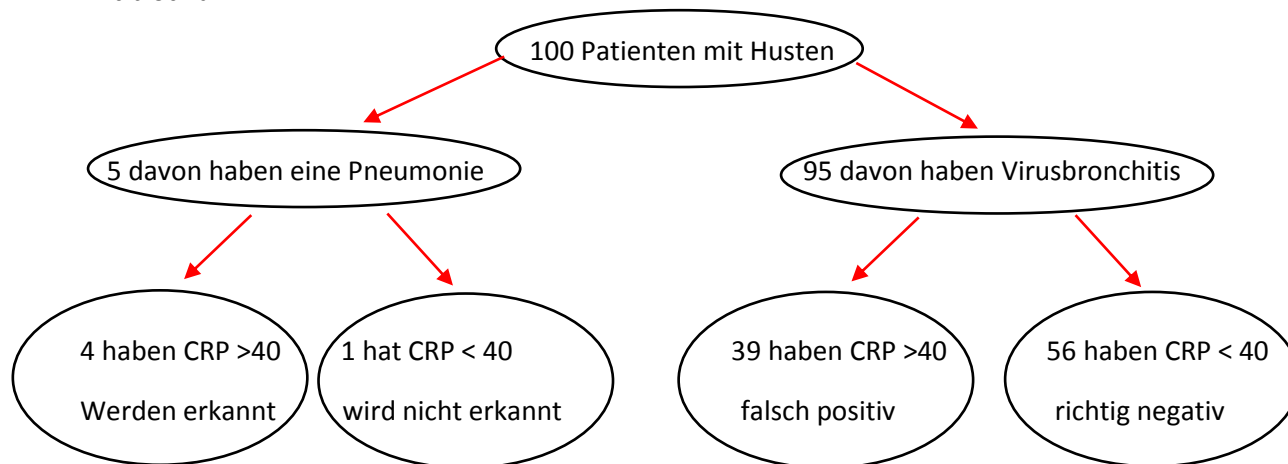 100 Patienten mit Husten
5 davon haben eine Pneumonie
95 davon haben Virusbronchitis
4 haben CRP >40
Werden erkannt
1 hat CRP < 40
wird nicht erkannt
39 haben CRP >40
falsch positiv
56 haben CRP < 40
richtig negativ